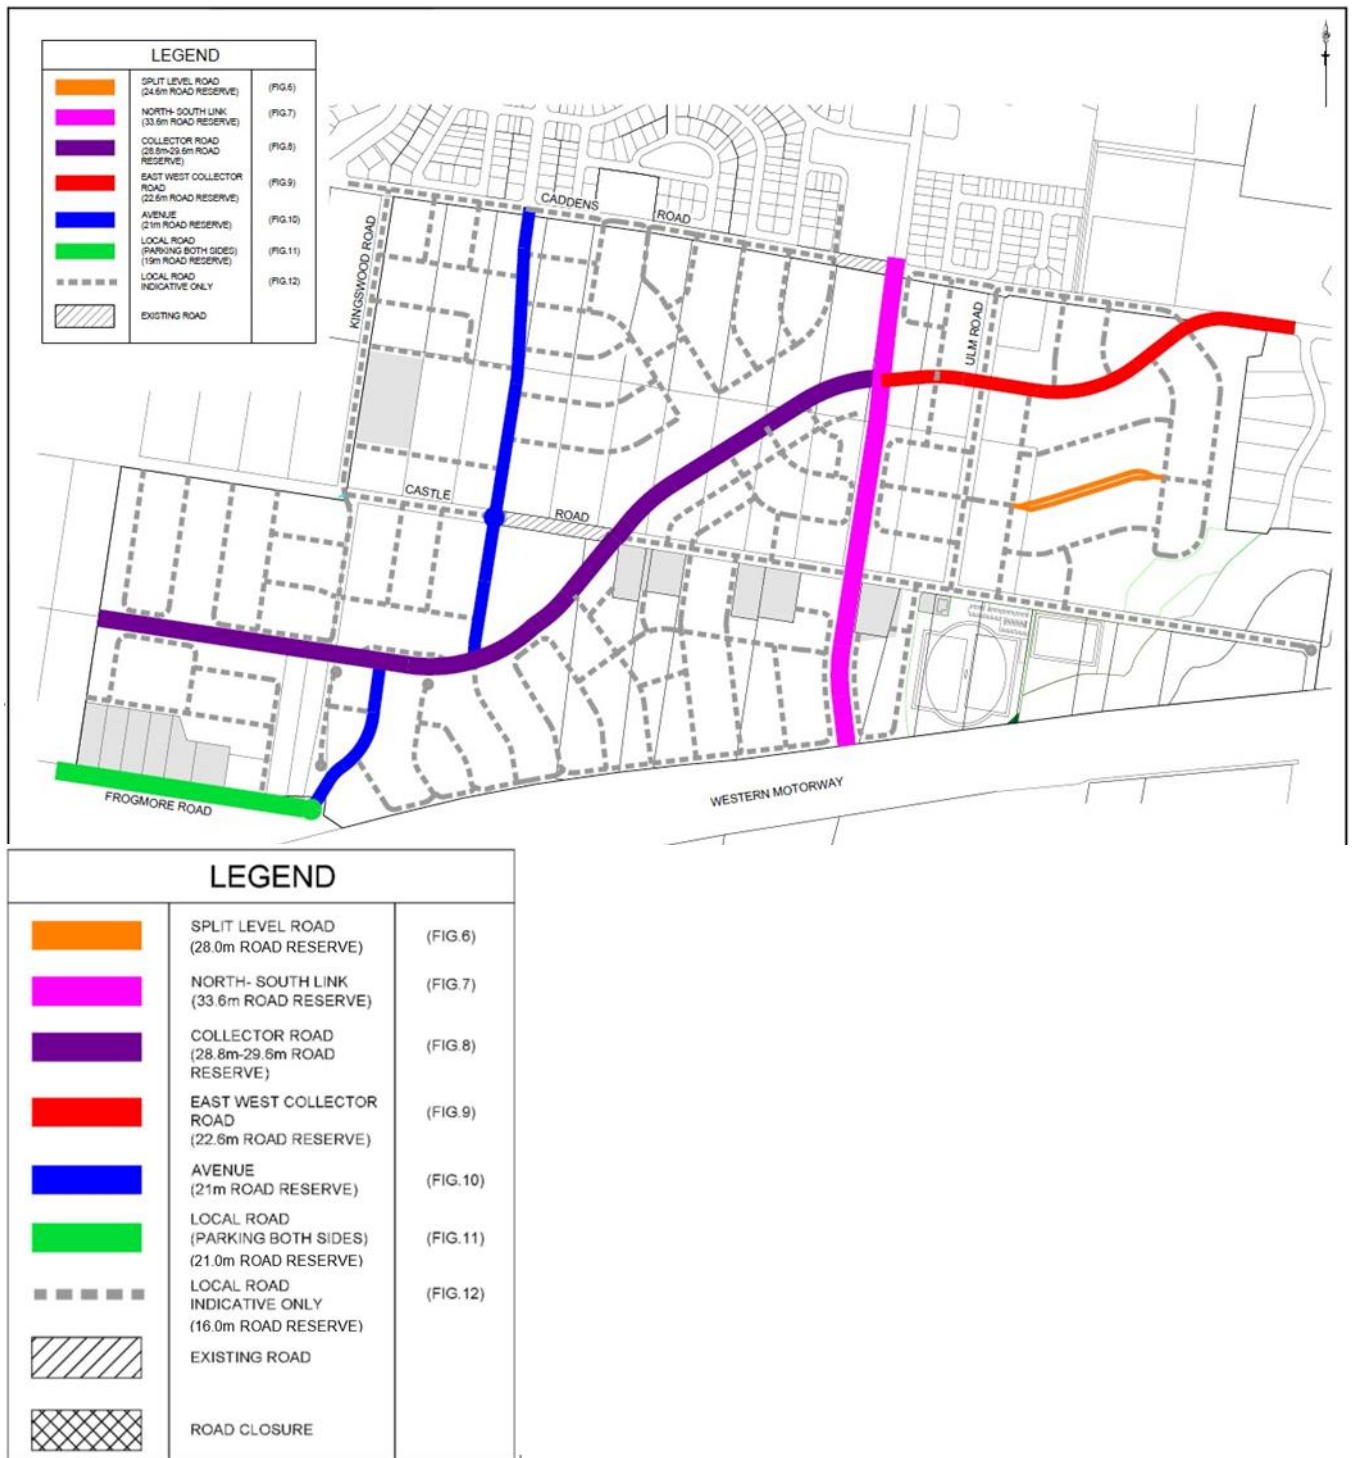 LEGEND
SPLIT LEVEL ROAD
(24.6m ROAD RESERVE)
(FIG.6)
NORTH- SOUTH LINK
(33.6m ROAD RESERVE)
(FIG.7)
COLLECTOR ROAD
(28.8m-29.6m ROAD
RESERVE)
(FIG.8)
EAST WEST COLLECTOR
ROAD
(22.6m ROAD RESERVE)
(FIG.9)
AVENUE
(21m ROAD RESERVE)
(FIG.10)
LOCAL ROAD
(PARKING BOTH SIDES)
(19m ROAD RESERVE)
(FIG.11)
LOCAL ROAD
INDICATIVE ONLY
(FIG.12)
EXISTING ROAD
CADDENS ROAD
KINGSWOOD ROAD
ULM ROAD
CASTLE ROAD
WESTERN MOTORWAY
FROGMORE ROAD
LEGEND
SPLIT LEVEL ROAD
(28.0m ROAD RESERVE)
(FIG.6)
NORTH- SOUTH LINK
(33.6m ROAD RESERVE)
(FIG.7)
COLLECTOR ROAD
(28.8m-29.6m ROAD
RESERVE)
(FIG.8)
EAST WEST COLLECTOR
ROAD
(22.6m ROAD RESERVE)
(FIG.9)
AVENUE
(21m ROAD RESERVE)
(FIG.10)
LOCAL ROAD
(PARKING BOTH SIDES)
(21.0m ROAD RESERVE)
(FIG.11)
LOCAL ROAD
INDICATIVE ONLY
(16.0m ROAD RESERVE)
(FIG.12)
EXISTING ROAD
ROAD CLOSURE